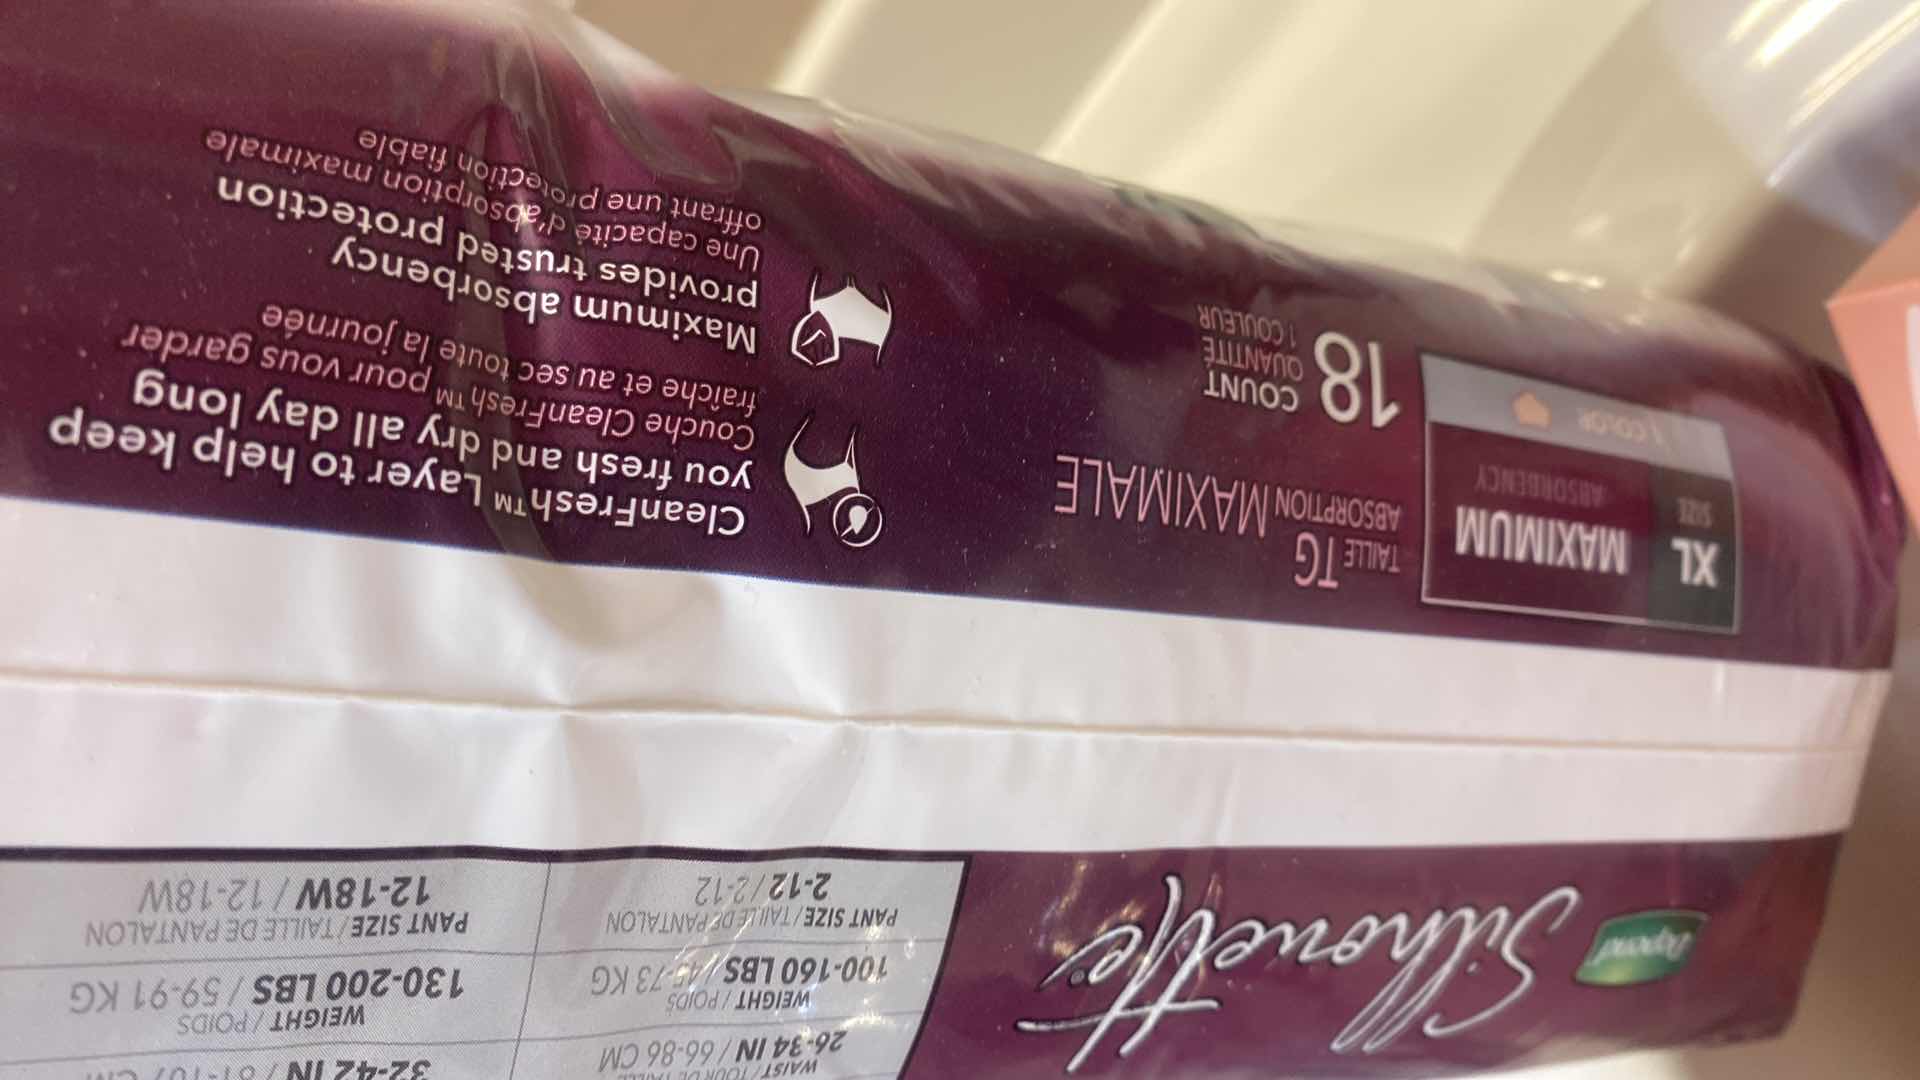 Depend
Silhouette®
WAIST / TOUR DE TAILLE
26-34 IN / 66-86 CM
WEIGHT / POIDS
100-160 LBS / 45-73 KG
PANT SIZE / TAILLE DE PANTALON
2-12 / 2-12
32-42 IN / 81-107 CM
WEIGHT / POIDS
130-200 LBS / 59-91 KG
PANT SIZE / TAILLE DE PANTALON
12-18W / 12-18W
XL
SIZE
MAXIMUM
ABSORBENCY
1 COLOR
TAILLE TG
ABSORPTION MAXIMALE
18
COUNT
QUANTITÉ
1 COULEUR
CleanFresh™ Layer to help keep
you fresh and dry all day long
Couche CleanFresh™ pour vous garder
fraîche et au sec toute la journée
Maximum absorbency
provides trusted protection
Une capacité d'absorption maximale
offrant une protection fiable